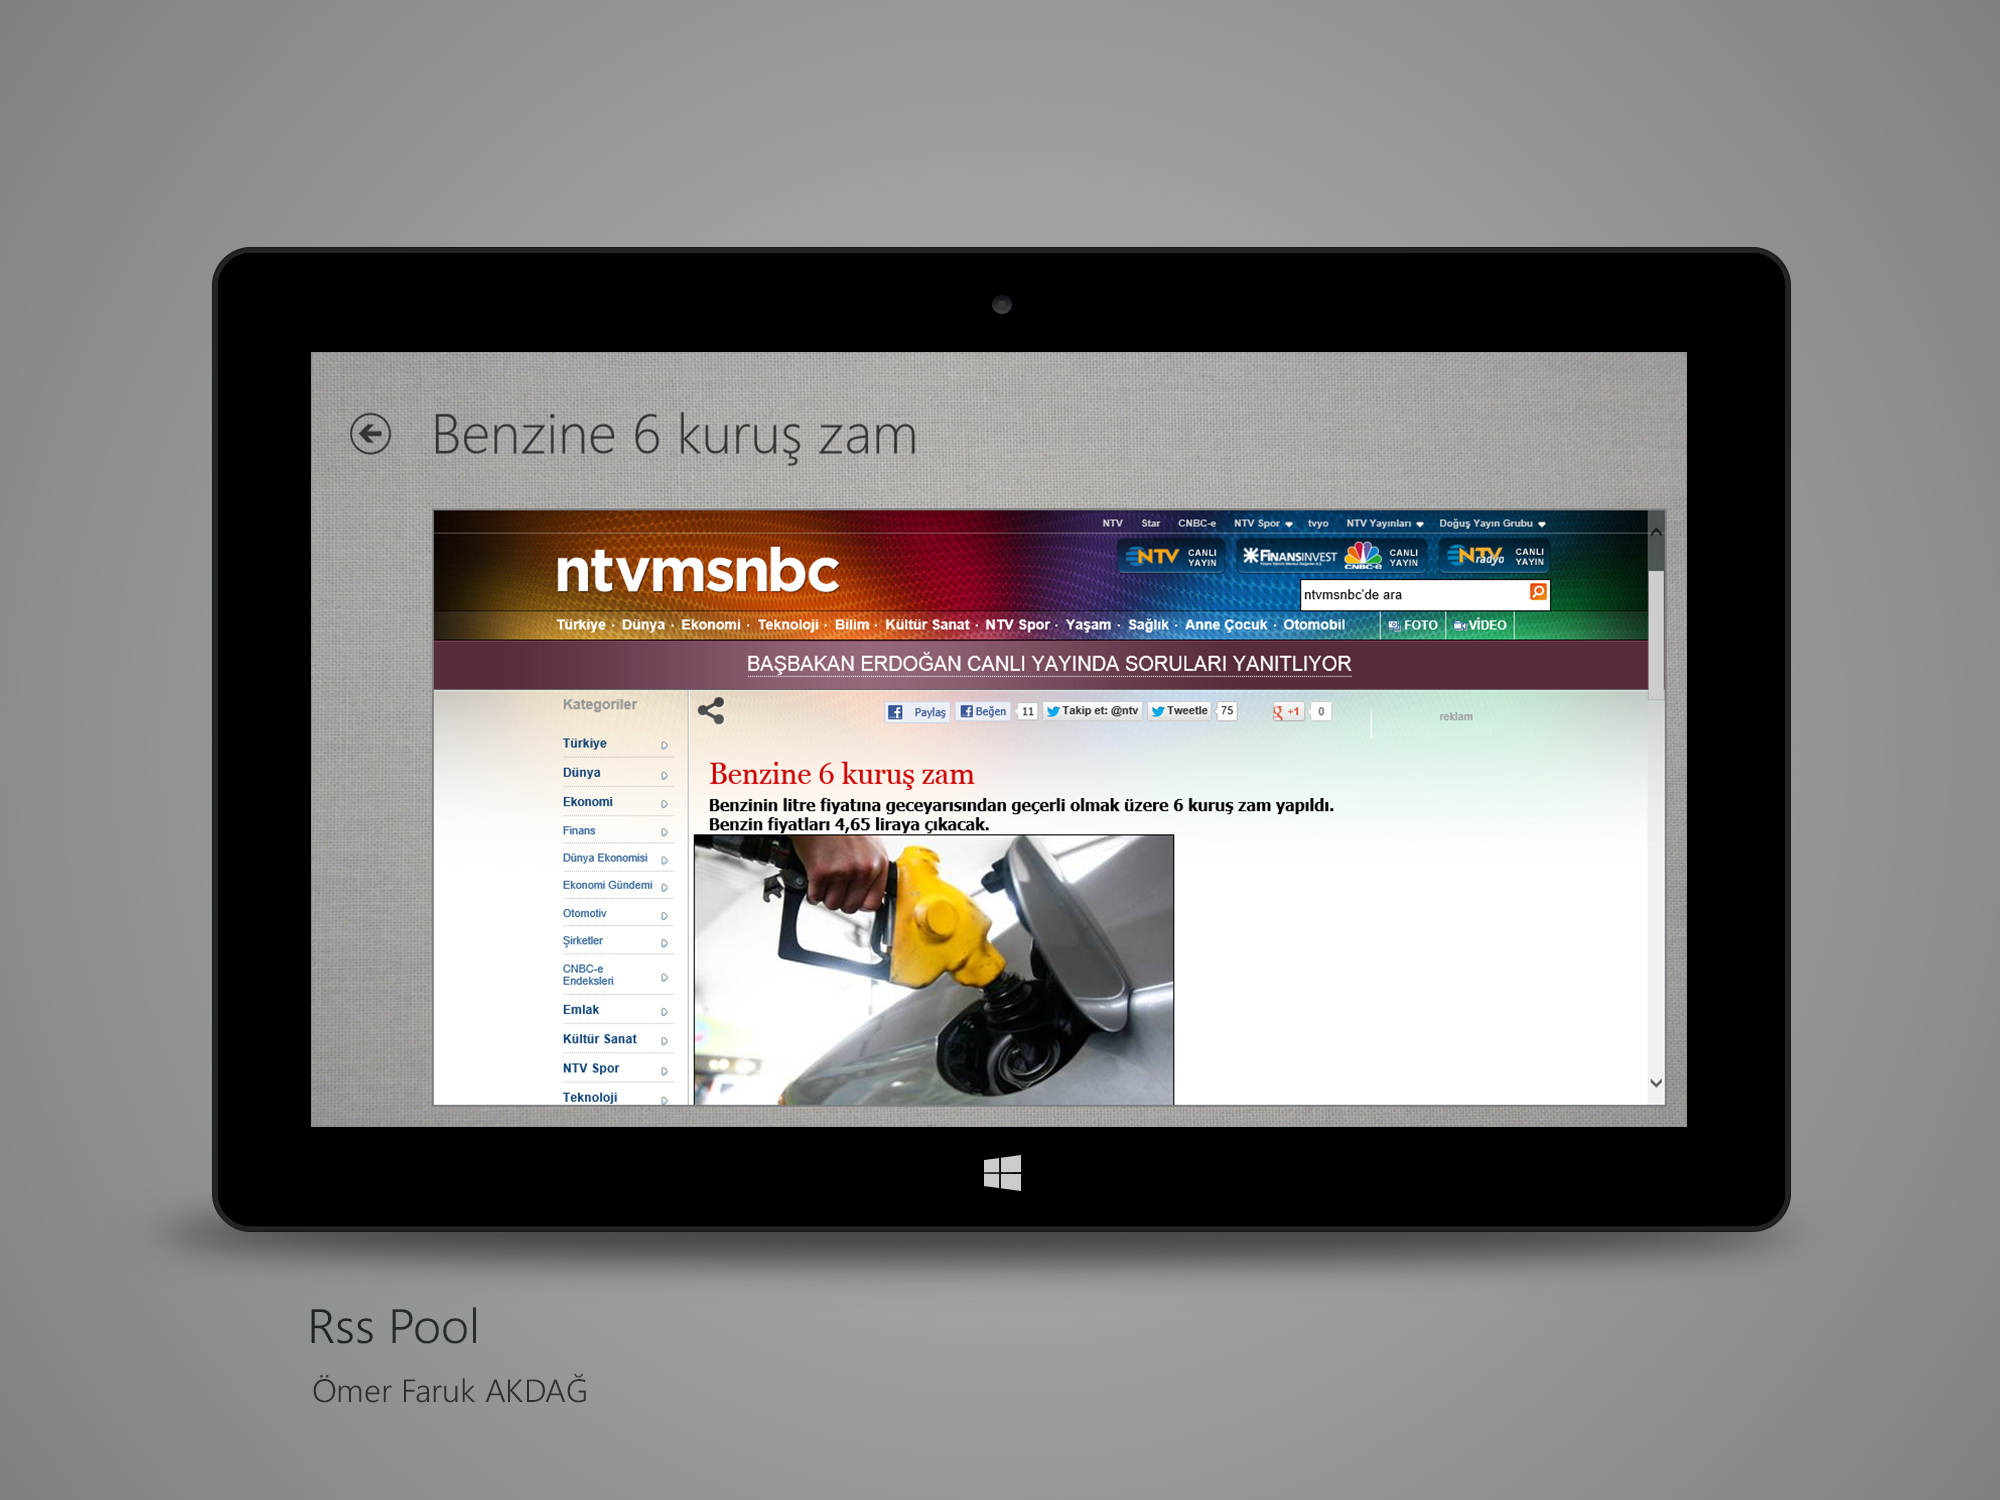 Benzine 6 kuruş zam
NTV Star CNBC-e NTV Spor tvyo NTV Yayınları Doğuş Yayın Grubu
ntvmsnbc
NTV CANLI YAYIN FİNANSINVEST CNBC-e CANLI YAYIN NTV radyo CANLI YAYIN
ntvmsnbc'de ara
Türkiye · Dünya · Ekonomi · Teknoloji · Bilim · Kültür Sanat · NTV Spor · Yaşam · Sağlık · Anne Çocuk · Otomobil FOTO VİDEO
BAŞBAKAN ERDOĞAN CANLI YAYINDA SORULARI YANITLIYOR
Kategoriler
Türkiye
Dünya
Ekonomi
Finans
Dünya Ekonomisi
Ekonomi Gündemi
Otomotiv
Şirketler
CNBC-e
Endeksleri
Emlak
Kültür Sanat
NTV Spor
Teknoloji
Paylaş Beğen 11 Takip et: @ntv Tweetle 75 g +1 0
reklam
Benzine 6 kuruş zam
Benzinin litre fiyatına geceyarısından geçerli olmak üzere 6 kuruş zam yapıldı.
Benzin fiyatları 4,65 liraya çıkacak.
Rss Pool
Ömer Faruk AKDAĞ